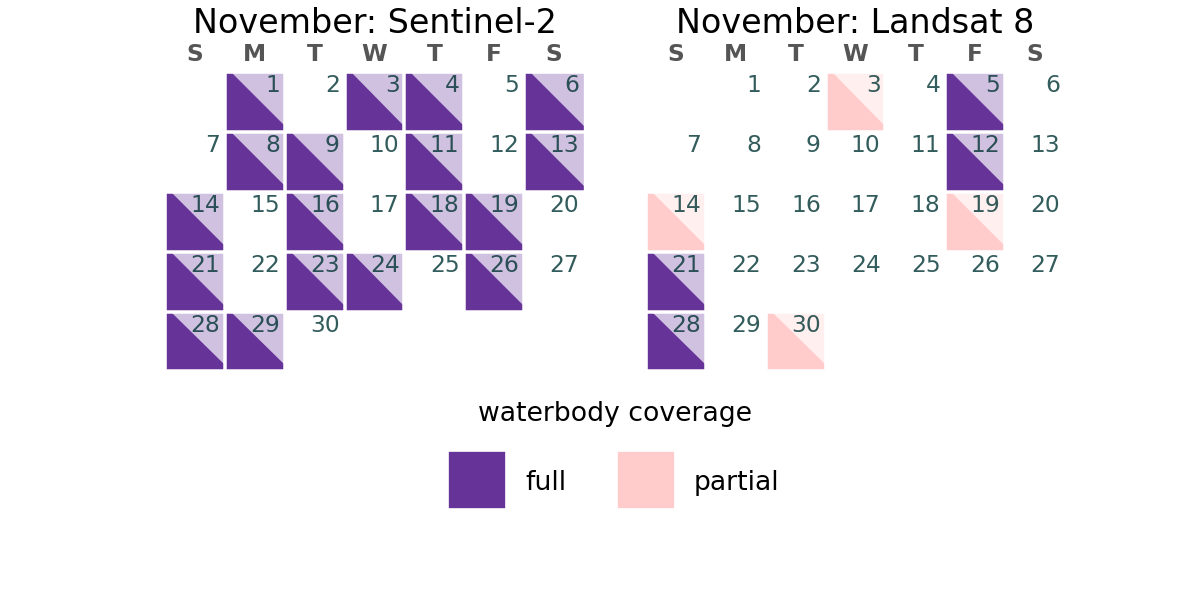 November: Sentinel-2
S M T W T F S
1 2 3 4 5 6
7 8 9 10 11 12 13
14 15 16 17 18 19 20
21 22 23 24 25 26 27
28 29 30
November: Landsat 8
S M T W T F S
1 2 3 4 5 6
7 8 9 10 11 12 13
14 15 16 17 18 19 20
21 22 23 24 25 26 27
28 29 30
waterbody coverage
full partial